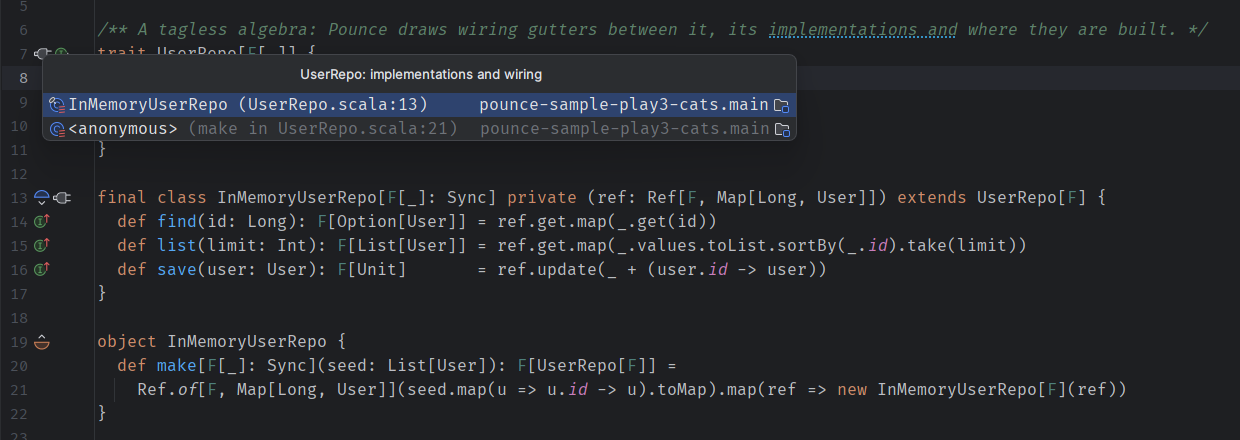 5
6 /** A tagless algebra: Pounce draws wiring gutters between it, its implementations and where they are built. */
7 trait UserRepo[F[_]] {
UserRepo: implementations and wiring
8
9 InMemoryUserRepo (UserRepo.scala:13) pounce-sample-play3-cats.main
10 <anonymous> (make in UserRepo.scala:21) pounce-sample-play3-cats.main
11 }
12
13 final class InMemoryUserRepo[F[_]: Sync] private (ref: Ref[F, Map[Long, User]]) extends UserRepo[F] {
14 def find(id: Long): F[Option[User]] = ref.get.map(_.get(id))
15 def list(limit: Int): F[List[User]] = ref.get.map(_.values.toList.sortBy(_.id).take(limit))
16 def save(user: User): F[Unit] = ref.update(_ + (user.id -> user))
17 }
18
19 object InMemoryUserRepo {
20 def make[F[_]: Sync](seed: List[User]): F[UserRepo[F]] =
21 Ref.of[F, Map[Long, User]](seed.map(u => u.id -> u).toMap).map(ref => new InMemoryUserRepo[F](ref))
22 }
23